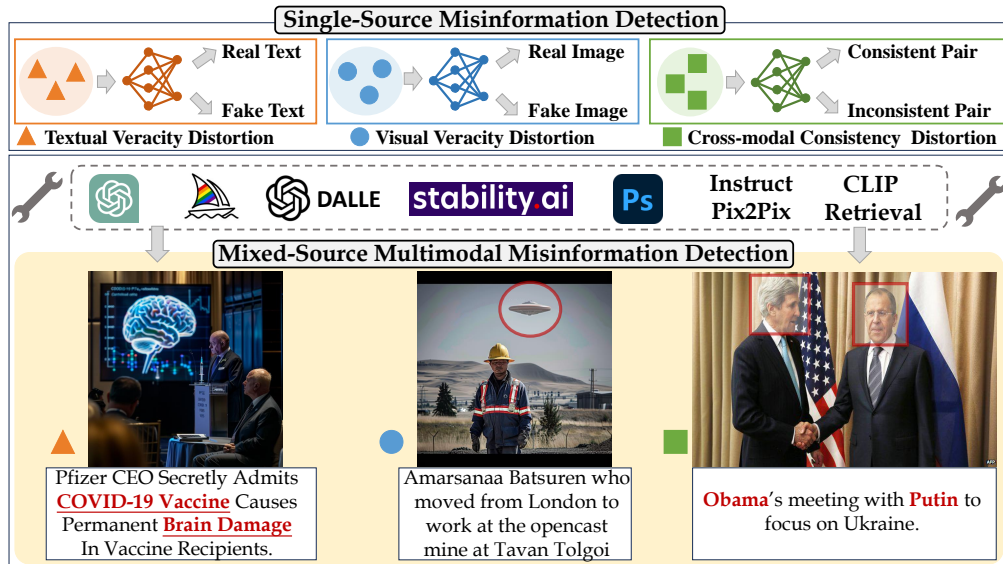 Single-Source Misinformation Detection
Real Text
Fake Text
Real Image
Fake Image
Consistent Pair
Inconsistent Pair
Textual Veracity Distortion
Visual Veracity Distortion
Cross-modal Consistency Distortion
DALLE
stability.ai
Ps
Instruct
Pix2Pix
CLIP
Retrieval
Mixed-Source Multimodal Misinformation Detection
Pfizer CEO Secretly Admits
COVID-19 Vaccine Causes
Permanent Brain Damage
In Vaccine Recipients.
Amarsanaa Batsuren who
moved from London to
work at the opencast
mine at Tavan Tolgoi
AFP
Obama's meeting with Putin to
focus on Ukraine.